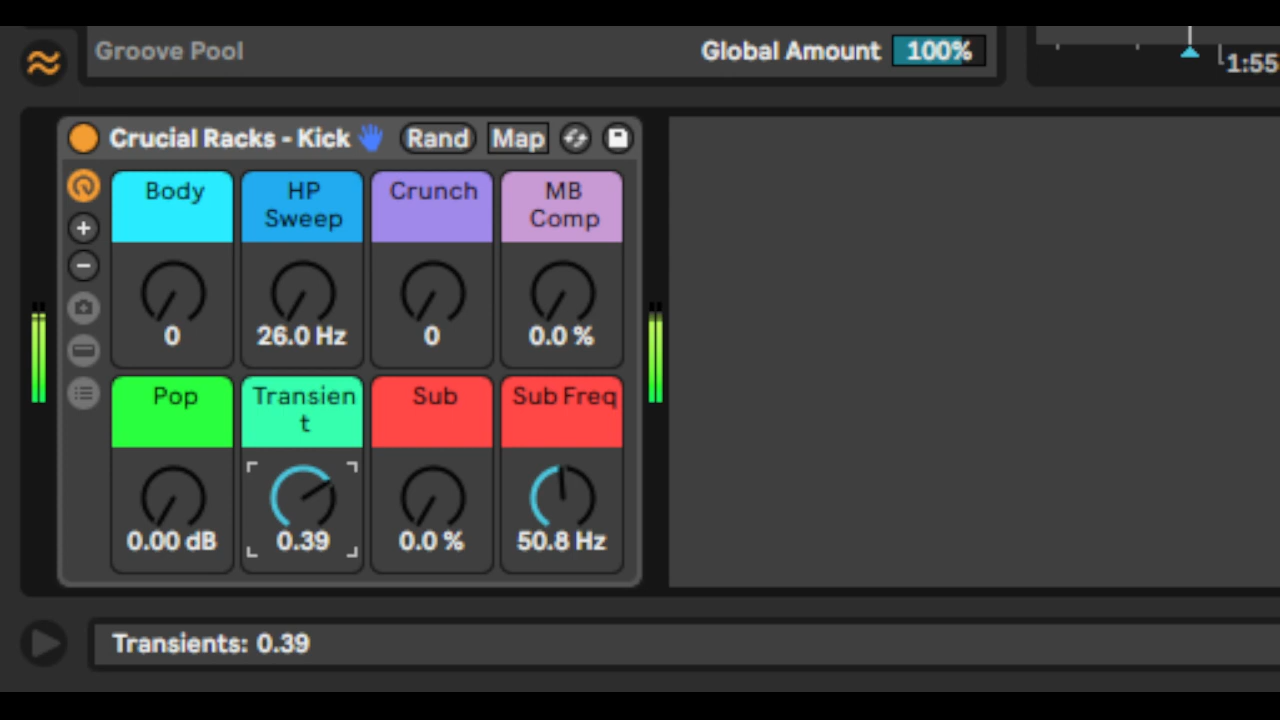 Groove Pool
Global Amount 100%
1:55
Crucial Racks - Kick Rand Map
Body
HP
Sweep
Crunch
MB
Comp
0
26.0 Hz
0
0.0 %
Pop
Transien
t
Sub
Sub Freq
0.00 dB
0.39
0.0 %
50.8 Hz
Transients: 0.39